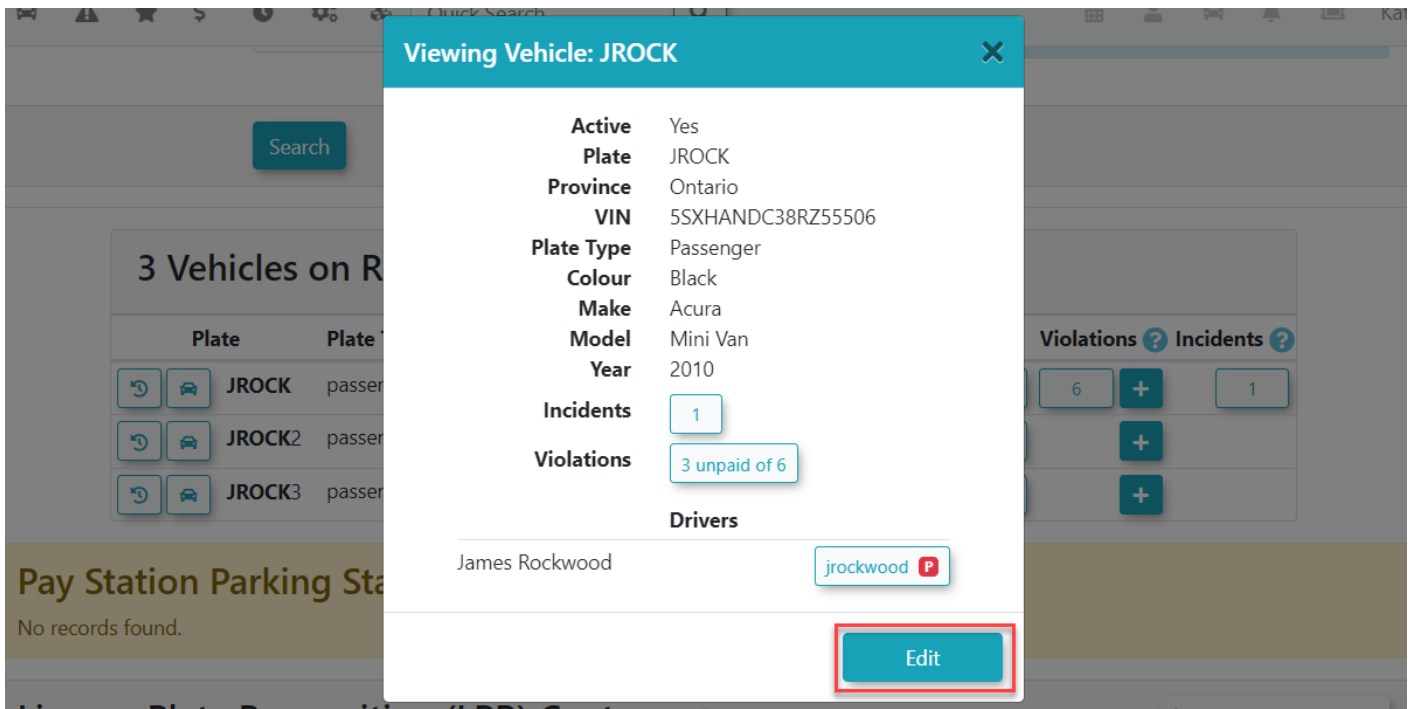 $ Quick Search Kat
Viewing Vehicle: JROCK
Active Yes
Plate JROCK
Search
Province Ontario
VIN 5SXHANDC38RZ55506
Plate Type Passenger
3 Vehicles on R
Colour Black
Make Acura
Plate Plate Model Mini Van Violations ? Incidents ?
Year 2010
JROCK passer 6 + 1
Incidents 1
JROCK2 passer +
Violations 3 unpaid of 6
JROCK3 passer +
Drivers
James Rockwood jrockwood P
Pay Station Parking Sta
No records found.
Edit